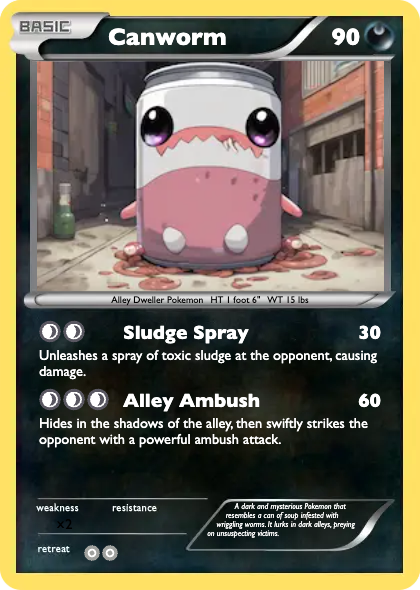 BASIC
Canworm 90
Alley Dweller Pokemon HT 1 foot 6" WT 15 lbs
Sludge Spray 30
Unleashes a spray of toxic sludge at the opponent, causing
damage.
Alley Ambush 60
Hides in the shadows of the alley, then swiftly strikes the
opponent with a powerful ambush attack.
weakness resistance
×2
retreat
A dark and mysterious Pokemon that
resembles a can of soup infested with
wriggling worms. It lurks in dark alleys, preying
on unsuspecting victims.